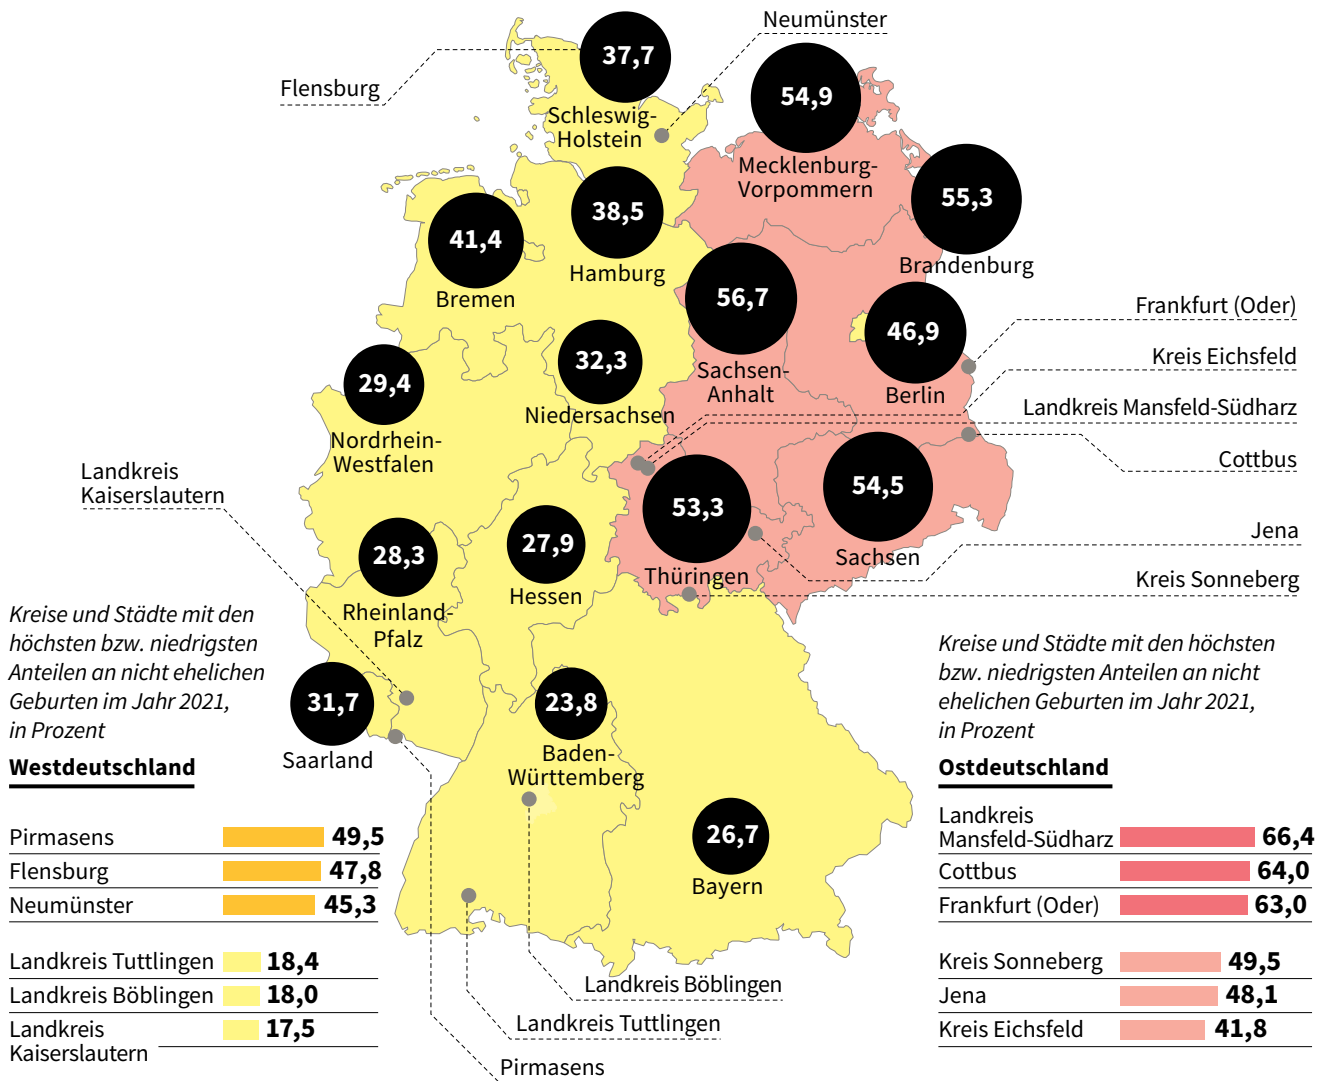 Neumünster
37,7
Flensburg
54,9
Schleswig-
Holstein
Mecklenburg-
Vorpommern
55,3
38,5
41,4
Brandenburg
Hamburg
Bremen
56,7
Frankfurt (Oder)
46,9
Kreis Eichsfeld
32,3
Sachsen-
Anhalt
29,4
Berlin
Landkreis Mansfeld-Südharz
Niedersachsen
Nordrhein-
Westfalen
Cottbus
Landkreis
Kaiserslautern
54,5
53,3
Jena
27,9
28,3
Sachsen
Thüringen
Kreis Sonneberg
Hessen
Rheinland-
Pfalz
Kreise und Städte mit den
höchsten bzw. niedrigsten
Anteilen an nicht ehelichen
Geburten im Jahr 2021,
in Prozent
31,7
Saarland
23,8
Baden-
Württemberg
26,7
Bayern
Westdeutschland
Pirmasens 49,5
Flensburg 47,8
Neumünster 45,3
Landkreis Tuttlingen 18,4
Landkreis Böblingen 18,0
Landkreis
Kaiserslautern 17,5
Landkreis Böblingen
Landkreis Tuttlingen
Pirmasens
Kreise und Städte mit den höchsten
bzw. niedrigsten Anteilen an nicht
ehelichen Geburten im Jahr 2021,
in Prozent
Ostdeutschland
Landkreis
Mansfeld-Südharz 66,4
Cottbus 64,0
Frankfurt (Oder) 63,0
Kreis Sonneberg 49,5
Jena 48,1
Kreis Eichsfeld 41,8